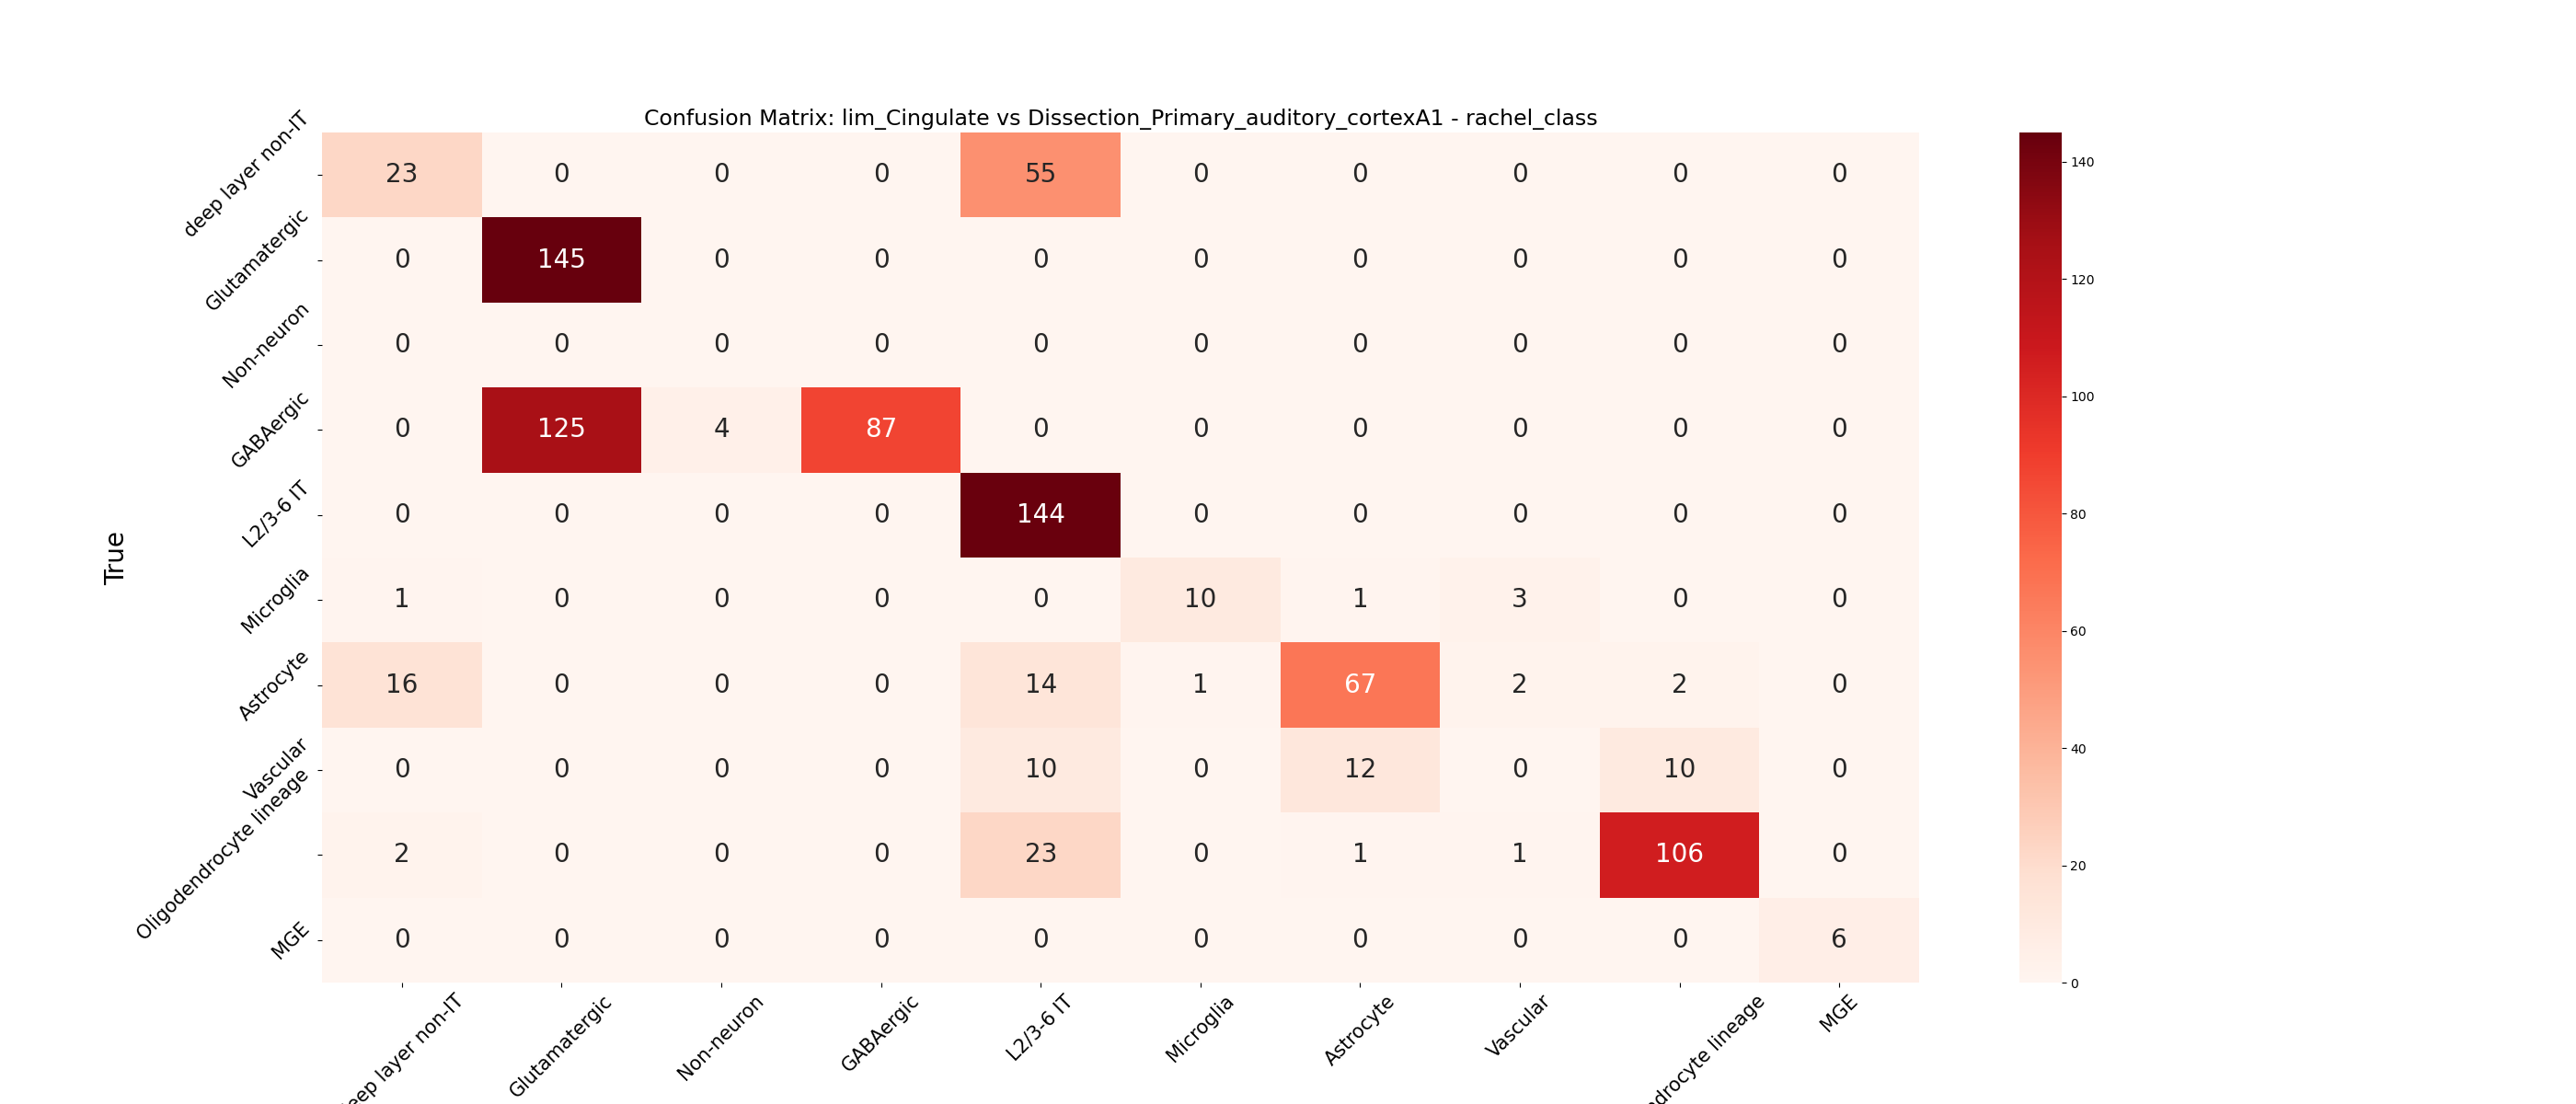 Confusion Matrix: lim_Cingulate vs Dissection_Primary_auditory_cortexA1 - rachel_class
True
deep layer non-IT 23 0 0 0 55 0 0 0 0 0
Glutamatergic 0 145 0 0 0 0 0 0 0 0
Non-neuron 0 0 0 0 0 0 0 0 0 0
GABAergic 0 125 4 87 0 0 0 0 0 0
L2/3-6 IT 0 0 0 0 144 0 0 0 0 0
Microglia 1 0 0 0 0 10 1 3 0 0
Astrocyte 16 0 0 0 14 1 67 2 2 0
Vascular 0 0 0 0 10 0 12 0 10 0
Oligodendrocyte lineage 2 0 0 0 23 0 1 1 106 0
MGE 0 0 0 0 0 0 0 0 0 6
layer non-IT Glutamatergic Non-neuron GABAergic L2/3-6 IT Microglia Astrocyte Vascular lineage MGE
140
120
100
80
60
40
20
0